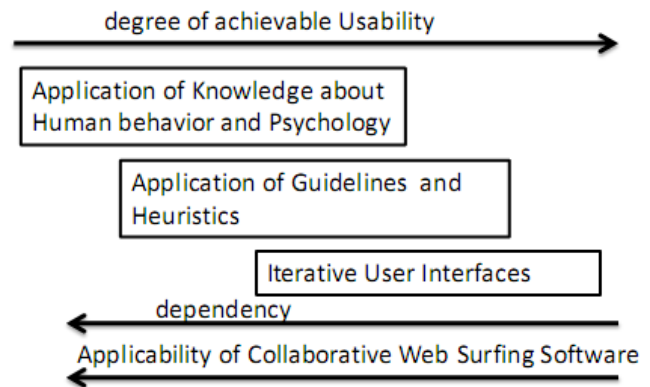 degree of achievable Usability
Application of Knowledge about
Human behavior and Psychology
Application of Guidelines and
Heuristics
Iterative User Interfaces
dependency
Applicability of Collaborative Web Surfing Software